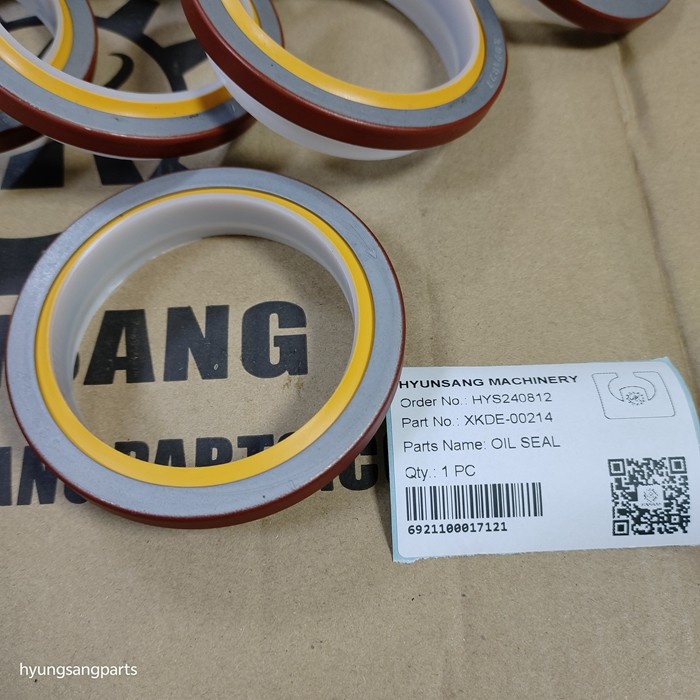 SANG
PARTS
HYUNSANG MACHINERY
Order No.: HYS240812
Part No.: XKDE-00214
Parts Name: OIL SEAL
Qty.: 1 PC
6921100017121
hyungsangparts